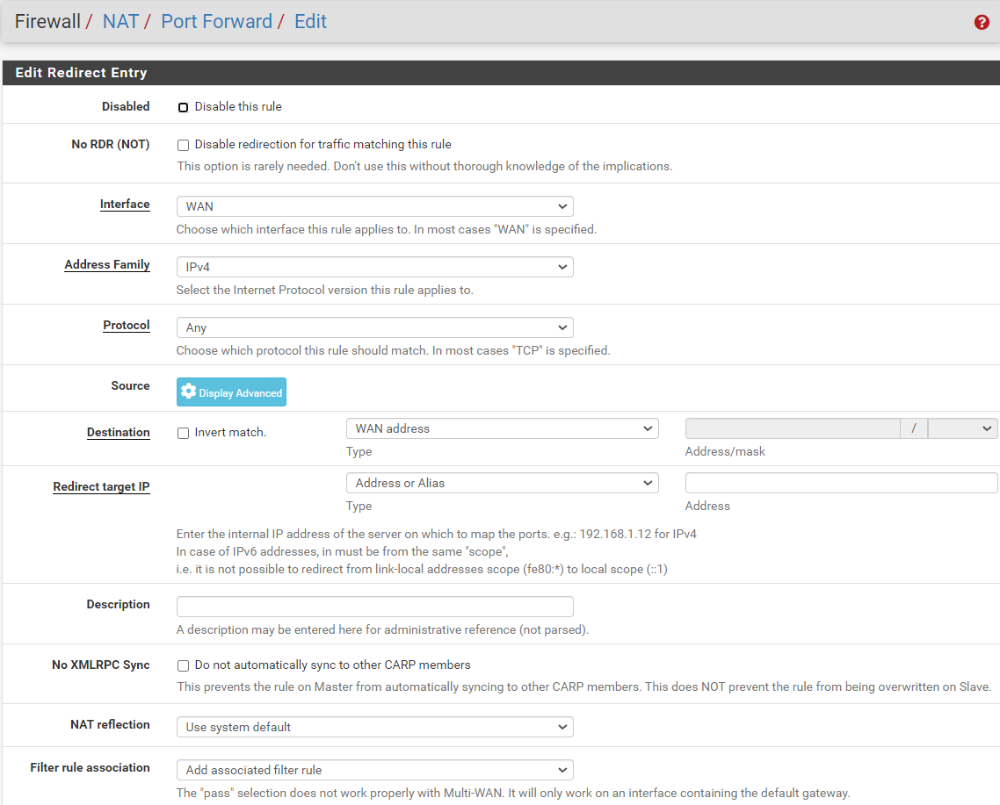 Firewall / NAT / Port Forward / Edit
Edit Redirect Entry
Disabled Disable this rule
No RDR (NOT) Disable redirection for traffic matching this rule
This option is rarely needed. Don't use this without thorough knowledge of the implications.
Interface WAN
Choose which interface this rule applies to. In most cases "WAN" is specified.
Address Family IPv4
Select the Internet Protocol version this rule applies to.
Protocol Any
Choose which protocol this rule should match. In most cases "TCP" is specified.
Source Display Advanced
Destination Invert match. WAN address /
Type Address/mask
Redirect target IP Address or Alias
Type Address
Enter the internal IP address of the server on which to map the ports. e.g.: 192.168.1.12 for IPv4
In case of IPv6 addresses, in must be from the same "scope",
i.e. it is not possible to redirect from link-local addresses scope (fe80:*) to local scope (::1)
Description
A description may be entered here for administrative reference (not parsed).
No XMLRPC Sync Do not automatically sync to other CARP members
This prevents the rule on Master from automatically syncing to other CARP members. This does NOT prevent the rule from being overwritten on Slave.
NAT reflection Use system default
Filter rule association Add associated filter rule
The "pass" selection does not work properly with Multi-WAN. It will only work on an interface containing the default gateway.